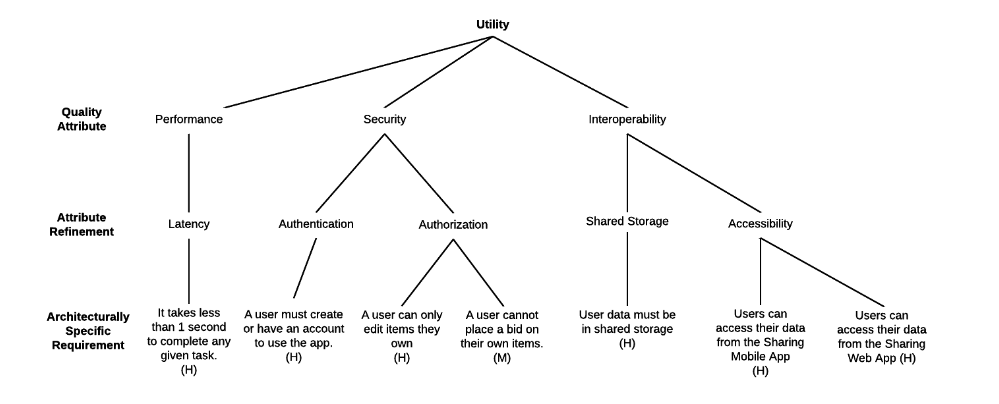 Utility
Quality
Attribute
Performance
Security
Interoperability
Attribute
Refinement
Latency
Authentication
Authorization
Shared Storage
Accessibility
Architecturally
Specific
Requirement
It takes less
than 1 second
to complete any
given task.
(H)
A user must create
or have an account
to use the app.
(H)
A user can only
edit items they
own
(H)
A user cannot
place a bid on
their own items.
(M)
User data must be
in shared storage
(H)
Users can
access their data
from the Sharing
Mobile App
(H)
Users can
access their data
from the Sharing
Web App (H)